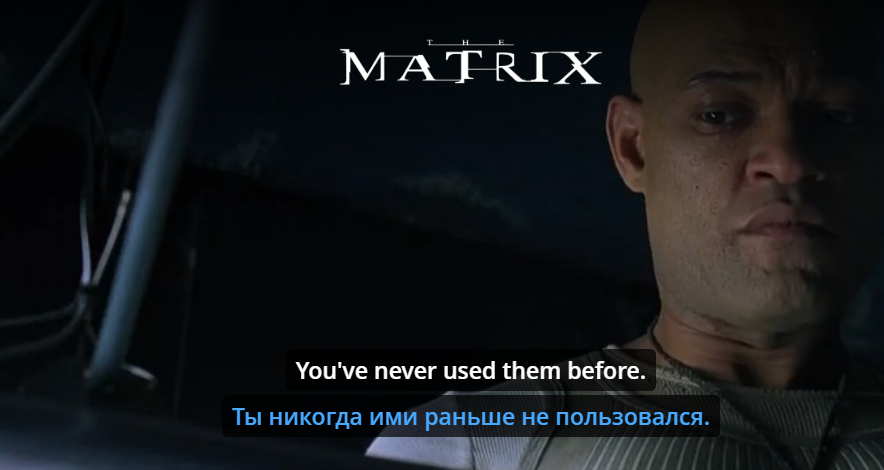 THE
MATRIX
You've never used them before.
Ты никогда ими раньше не пользовался.